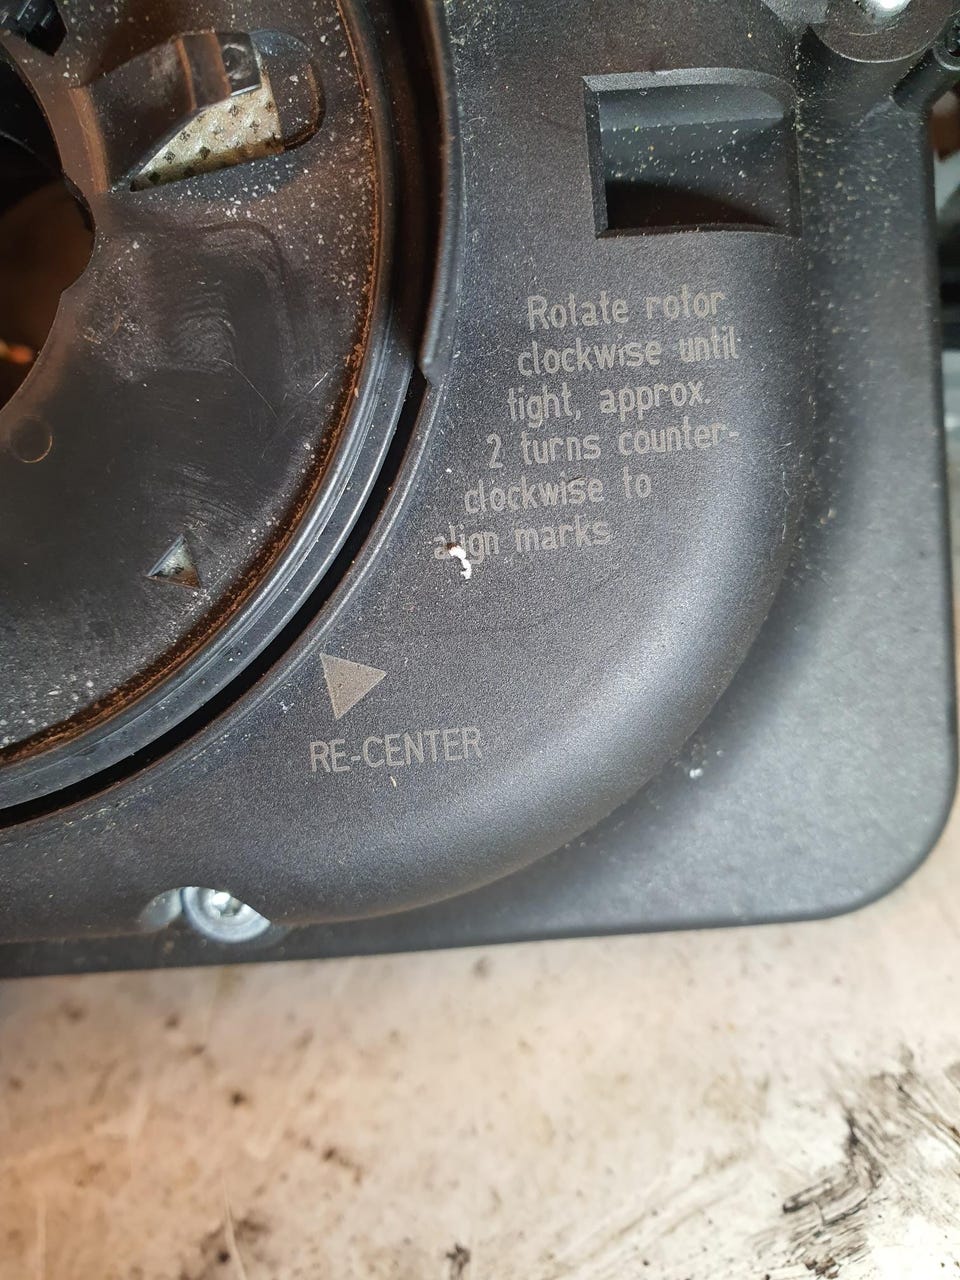 Rotate rotor
clockwise until
tight, approx.
2 turns counter-
clockwise to
align marks
RE-CENTER